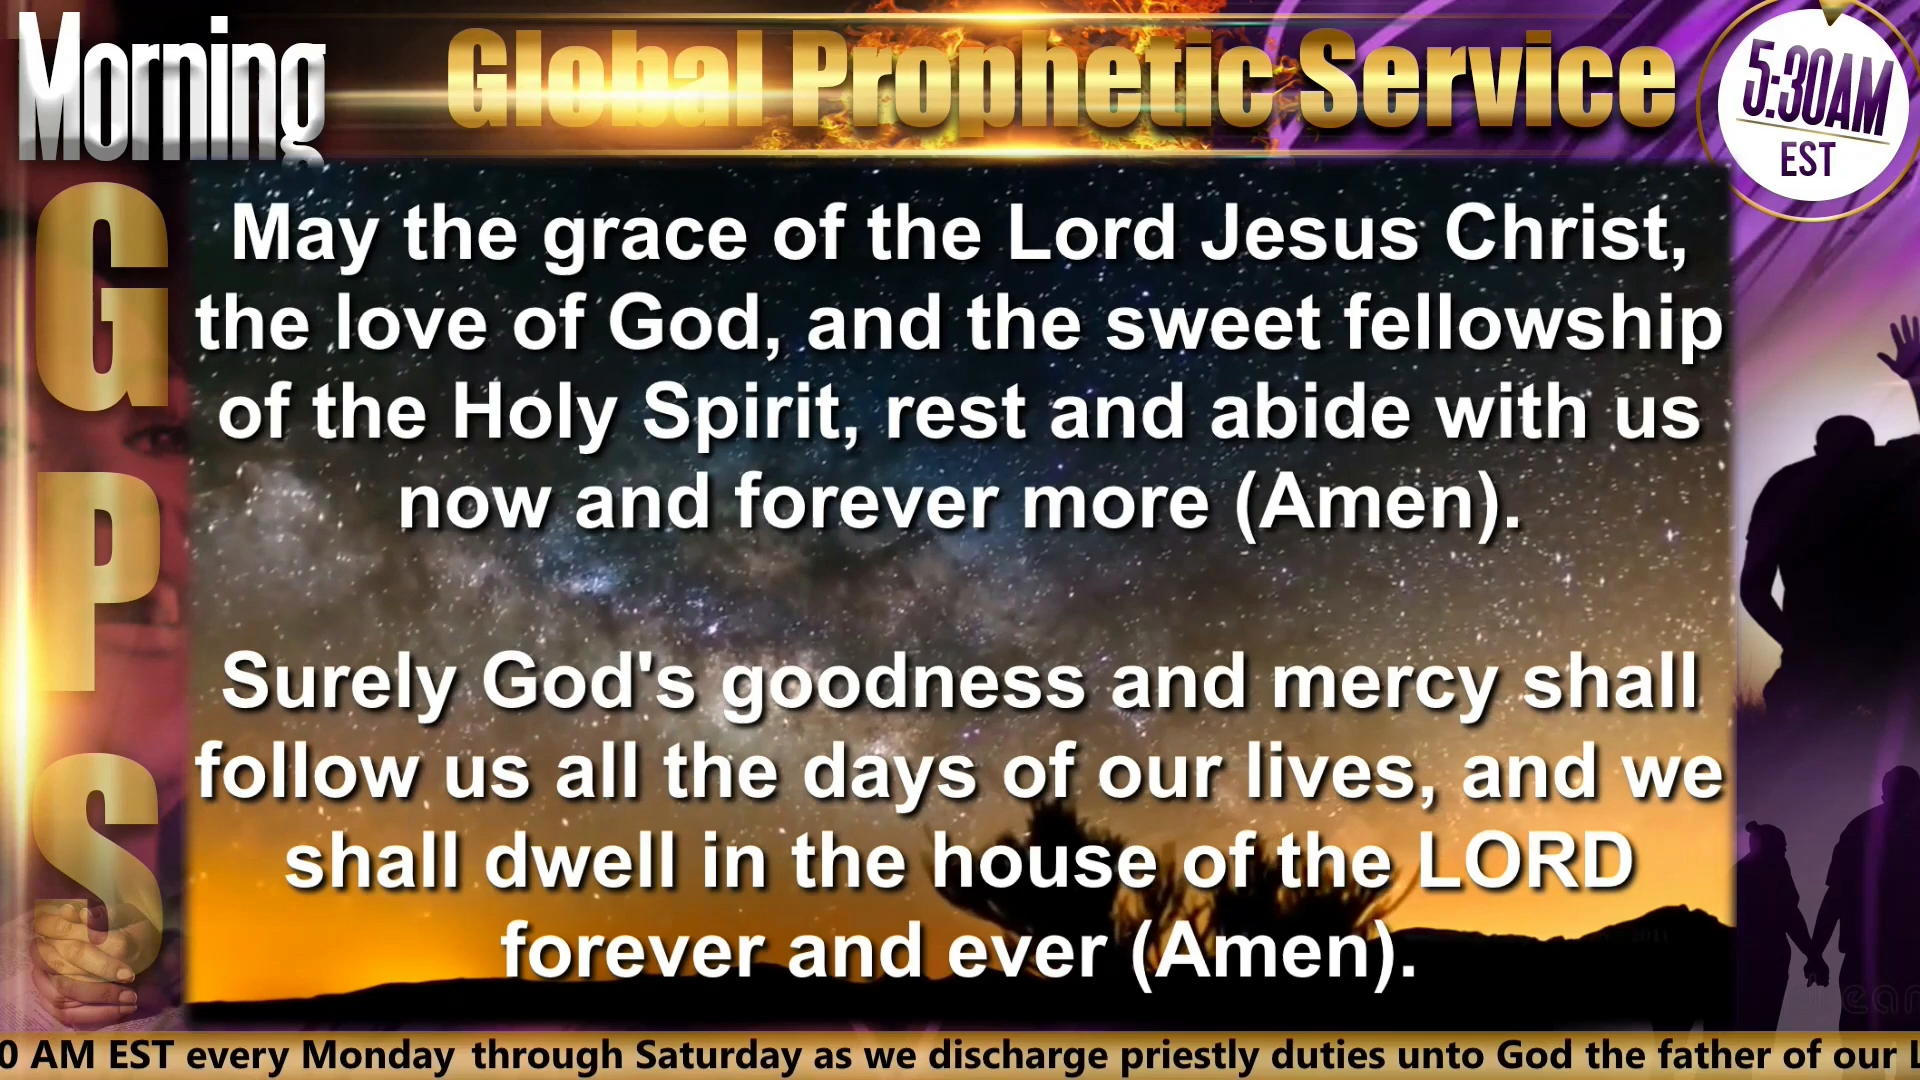 Morning
Global Prophetic Service
5:30AM
EST
G
P
S
May the grace of the Lord Jesus Christ,
the love of God, and the sweet fellowship
of the Holy Spirit, rest and abide with us
now and forever more (Amen).
Surely God's goodness and mercy shall
follow us all the days of our lives, and we
shall dwell in the house of the LORD
forever and ever (Amen).
0 AM EST every Monday through Saturday as we discharge priestly duties unto God the father of our L